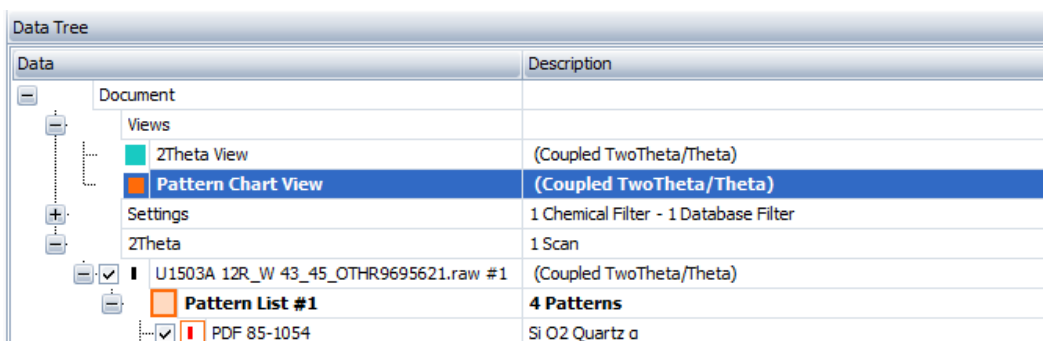 Data Tree
Data Description
Document
Views
2Theta View (Coupled TwoTheta/Theta)
Pattern Chart View (Coupled TwoTheta/Theta)
Settings 1 Chemical Filter - 1 Database Filter
2Theta 1 Scan
U1503A 12R_W 43_45_OTHR9695621.raw #1 (Coupled TwoTheta/Theta)
Pattern List #1 4 Patterns
PDF 85-1054 Si O2 Quartz α